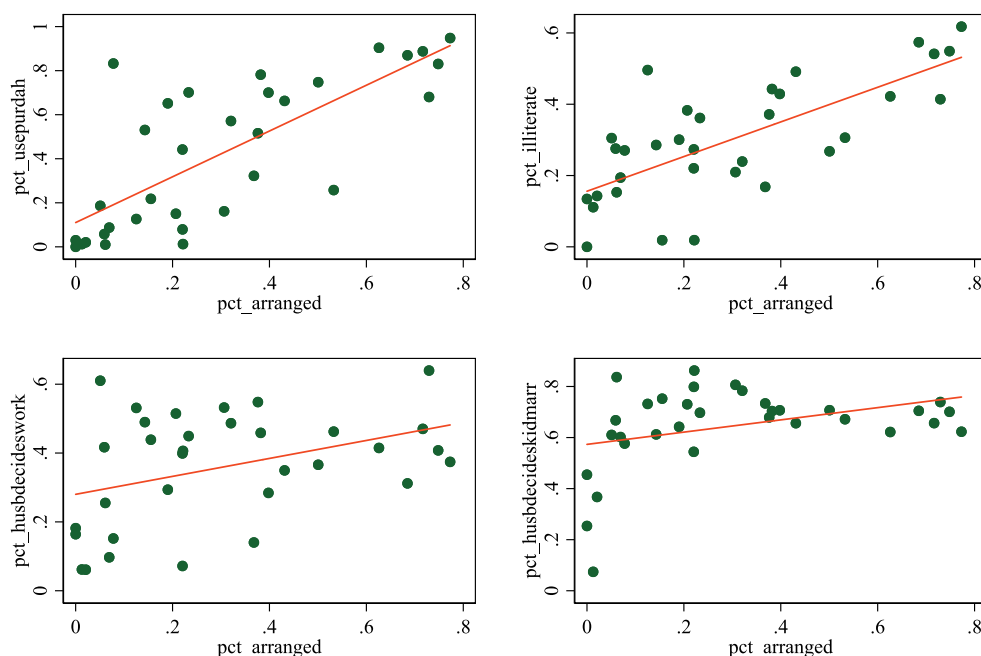 pct_usepurdah
0 .2 .4 .6 .8 1
0 .2 .4 .6 .8
pct_arranged
pct_illiterate
0 .2 .4 .6
0 .2 .4 .6 .8
pct_arranged
pct_husbdecideswork
0 .2 .4 .6
0 .2 .4 .6 .8
pct_arranged
pct_husbdecideskidmarr
0 .2 .4 .6 .8
0 .2 .4 .6 .8
pct_arranged